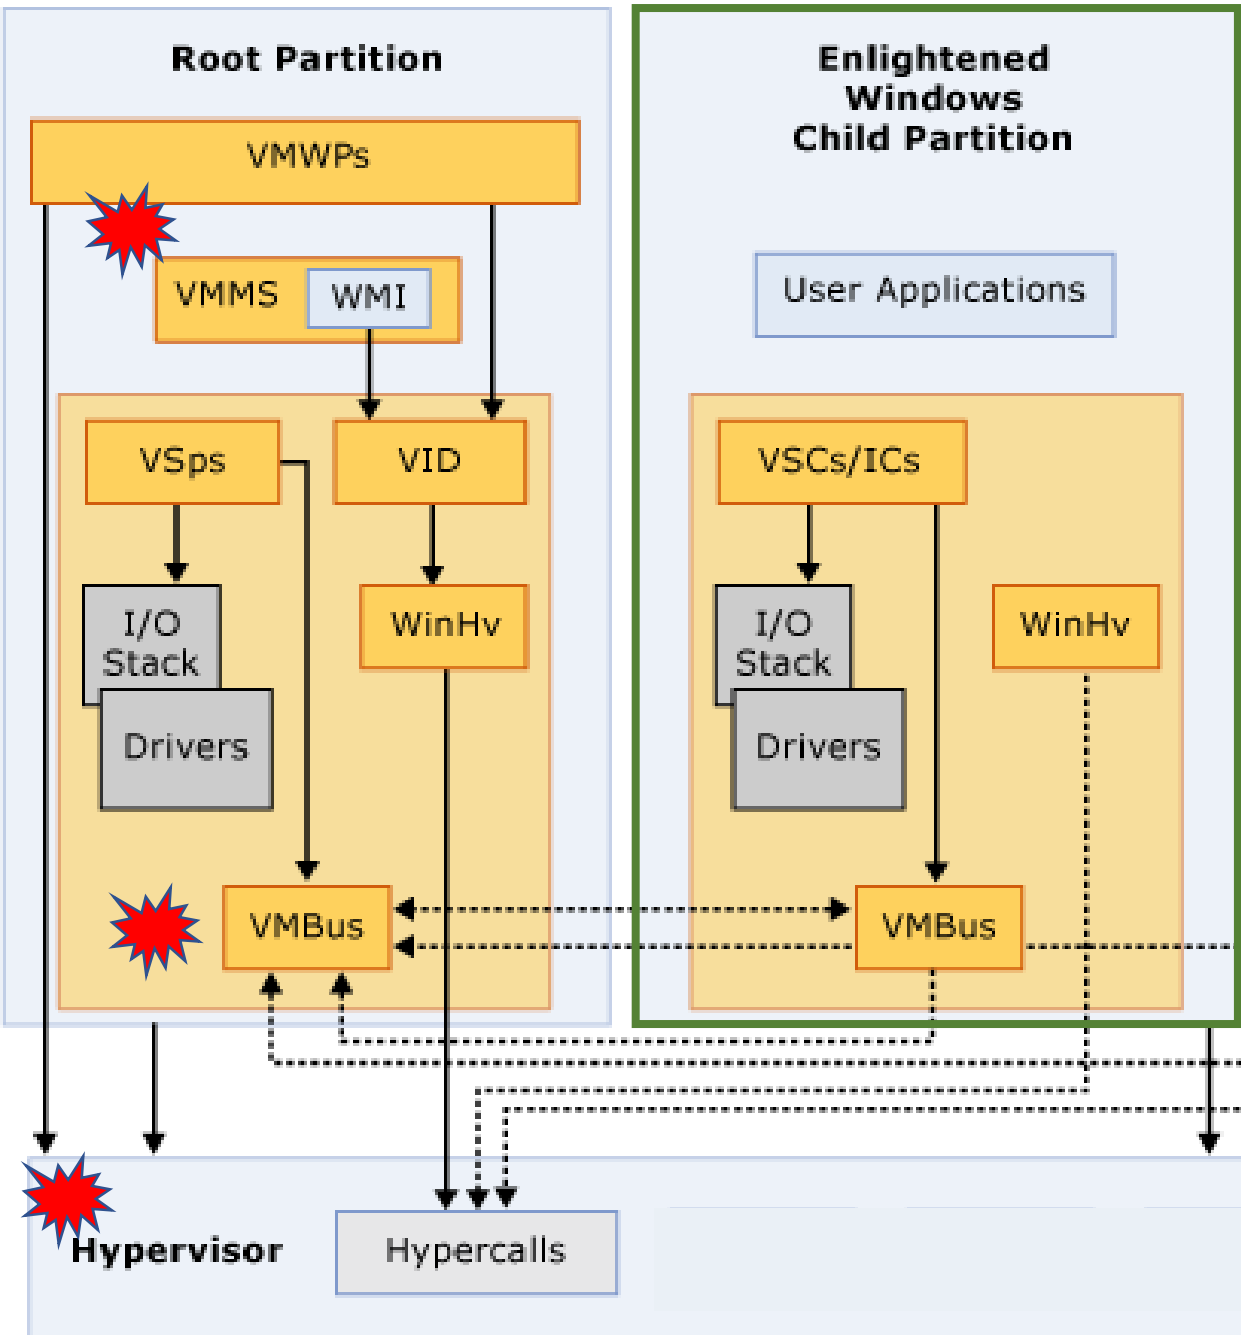 Root Partition
VMWPs
VMMS
WMI
VSps
VID
I/O
Stack
WinHv
Drivers
VMBus
Enlightened
Windows
Child Partition
User Applications
VSCs/ICs
I/O
Stack
WinHv
Drivers
VMBus
Hypervisor
Hypercalls